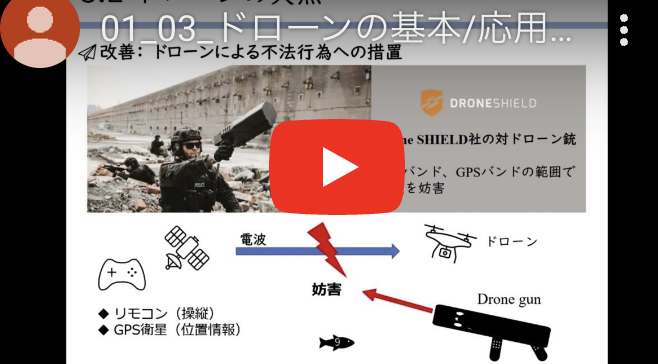 01_03_ドローンの基本/応用...
改善：ドローンによる不法行為への措置
DRONESHIELD
SHIELD社の対ドローン銃
バンド、GPSバンドの範囲で
を妨害
電波
ドローン
妨害
Drone gun
◆ リモコン（操縦）
◆ GPS衛星（位置情報）
9